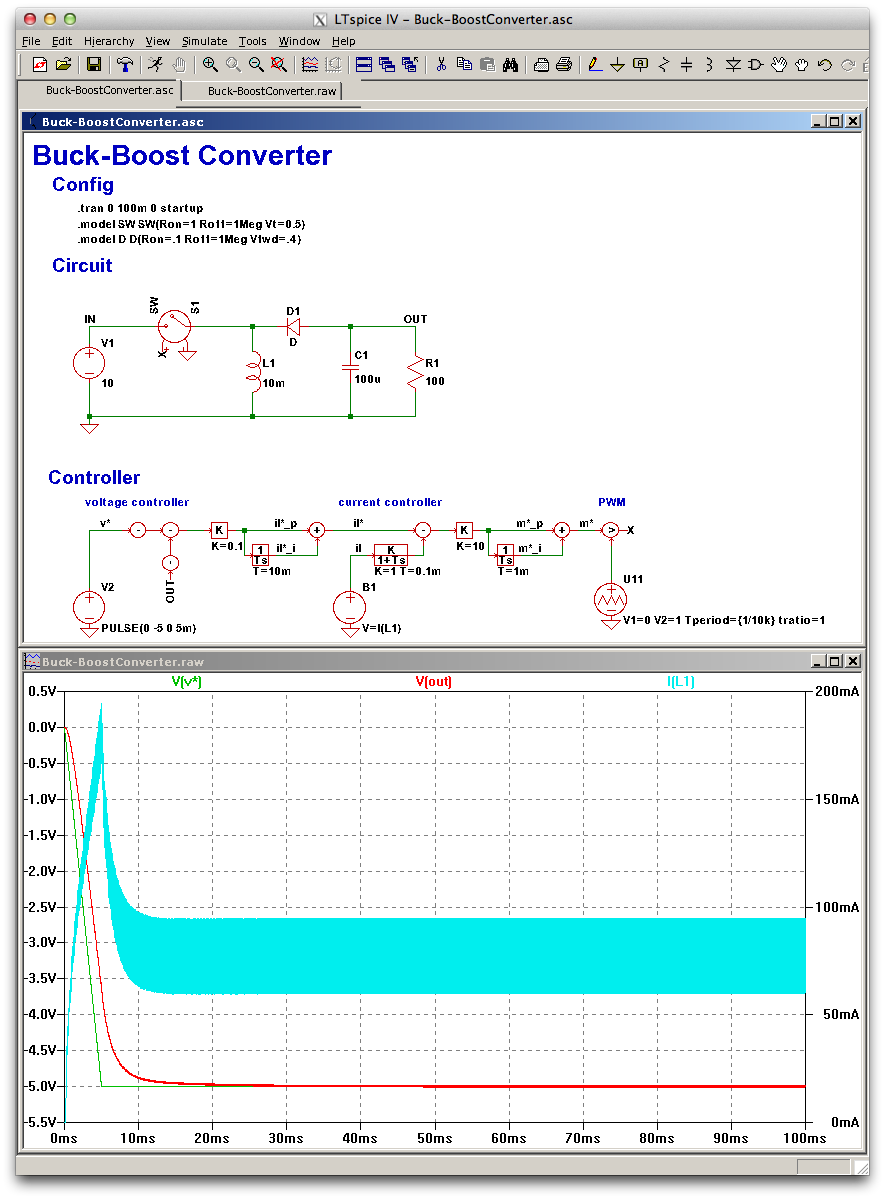 LTspice IV – Buck-BoostConverter.asc
File Edit Hierarchy View Simulate Tools Window Help
Buck-BoostConverter.asc Buck-BoostConverter.raw
Buck-BoostConverter.asc
Buck-Boost Converter
Config
.tran 0 100m 0 startup
.model SW SW(Ron=1 Roff=1Meg Vt=0.5)
.model D D(Ron=.1 Roff=1Meg Vfwd=.4)
Circuit
IN SW S1 D1 OUT
X D
V1 L1 C1 R1
10 10m 100u 100
Controller
voltage controller current controller PWM
v* - - K il*_p + il* - K m*_p + m* > X
K=0.1 1 Ts il*_i il K 1+Ts K=10 1 Ts m*_i
T=10m K=1 T=0.1m T=1m
- OUT
V2 B1 U11
PULSE(0 -5 0 5m) V=I(L1) V1=0 V2=1 Tperiod={1/10k} tratio=1
Buck-BoostConverter.raw
V(v*) V(out) I(L1)
0.5V 200mA
0.0V
-0.5V
-1.0V 150mA
-1.5V
-2.0V
-2.5V 100mA
-3.0V
-3.5V
-4.0V 50mA
-4.5V
-5.0V
-5.5V 0mA
0ms 10ms 20ms 30ms 40ms 50ms 60ms 70ms 80ms 90ms 100ms